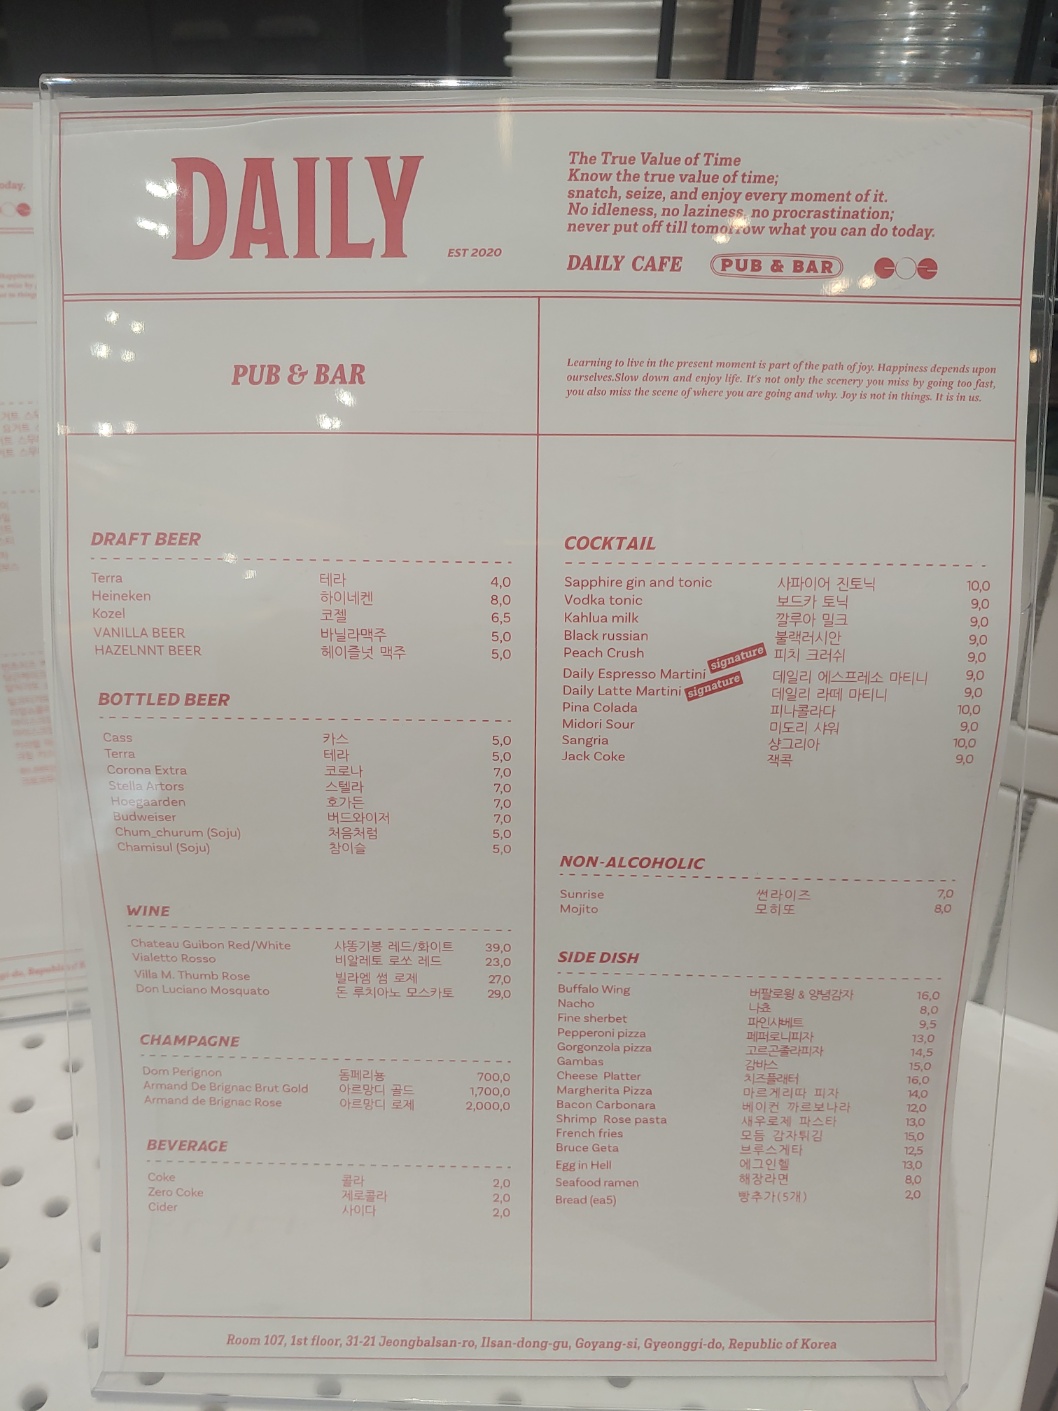 DAILY
EST 2020
The True Value of Time
Know the true value of time;
snatch, seize, and enjoy every moment of it.
No idleness, no laziness, no procrastination;
never put off till tomorrow what you can do today.
DAILY CAFE PUB & BAR
PUB & BAR
Learning to live in the present moment is part of the path of joy. Happiness depends upon
ourselves.Slow down and enjoy life. It's not only the scenery you miss by going too fast,
you also miss the scene of where you are going and why. Joy is not in things. It is in us.
DRAFT BEER
Terra 테라 4,0
Heineken 하이네켄 8,0
Kozel 코젤 6,5
VANILLA BEER 바닐라맥주 5,0
HAZELNNT BEER 헤이즐넛 맥주 5,0
BOTTLED BEER
Cass 카스 5,0
Terra 테라 5,0
Corona Extra 코로나 7,0
Stella Artors 스텔라 7,0
Hoegaarden 호가든 7,0
Budweiser 버드와이저 7,0
Chum_churum (Soju) 처음처럼 5,0
Chamisul (Soju) 참이슬 5,0
WINE
Chateau Guibon Red/White 샤똥기봉 레드/화이트 39,0
Vialetto Rosso 비알레토 로쏘 레드 23,0
Villa M. Thumb Rose 빌라엠 썸 로제 27,0
Don Luciano Mosquato 돈 루치아노 모스카토 29,0
CHAMPAGNE
Dom Perignon 돔페리뇽 700,0
Armand De Brignac Brut Gold 아르망디 골드 1,700,0
Armand de Brignac Rose 아르망디 로제 2,000,0
BEVERAGE
Coke 콜라 2,0
Zero Coke 제로콜라 2,0
Cider 사이다 2,0
COCKTAIL
Sapphire gin and tonic 사파이어 진토닉 10,0
Vodka tonic 보드카 토닉 9,0
Kahlua milk 깔루아 밀크 9,0
Black russian 블랙러시안 9,0
Peach Crush 피치 크러쉬 9,0
Daily Espresso Martini signature 데일리 에스프레소 마티니 9,0
Daily Latte Martini signature 데일리 라떼 마티니 9,0
Pina Colada 피나콜라다 10,0
Midori Sour 미도리 샤워 9,0
Sangria 샹그리아 10,0
Jack Coke 잭콕 9,0
NON-ALCOHOLIC
Sunrise 썬라이즈 7,0
Mojito 모히또 8,0
SIDE DISH
Buffalo Wing 버팔로윙 & 양념감자 16,0
Nacho 나쵸 8,0
Fine sherbet 파인샤베트 9,5
Pepperoni pizza 페퍼로니피자 13,0
Gorgonzola pizza 고르곤졸라피자 14,5
Gambas 감바스 15,0
Cheese Platter 치즈플래터 16,0
Margherita Pizza 마르게리따 피자 14,0
Bacon Carbonara 베이컨 까르보나라 12,0
Shrimp Rose pasta 새우로제 파스타 13,0
French fries 모듬 감자튀김 15,0
Bruce Geta 브루스게타 12,5
Egg in Hell 에그인헬 13,0
Seafood ramen 해장라면 8,0
Bread (ea5) 빵추가(5개) 2,0
Room 107, 1st floor, 31-21 Jeongbalsan-ro, Ilsan-dong-gu, Goyang-si, Gyeonggi-do, Republic of Korea